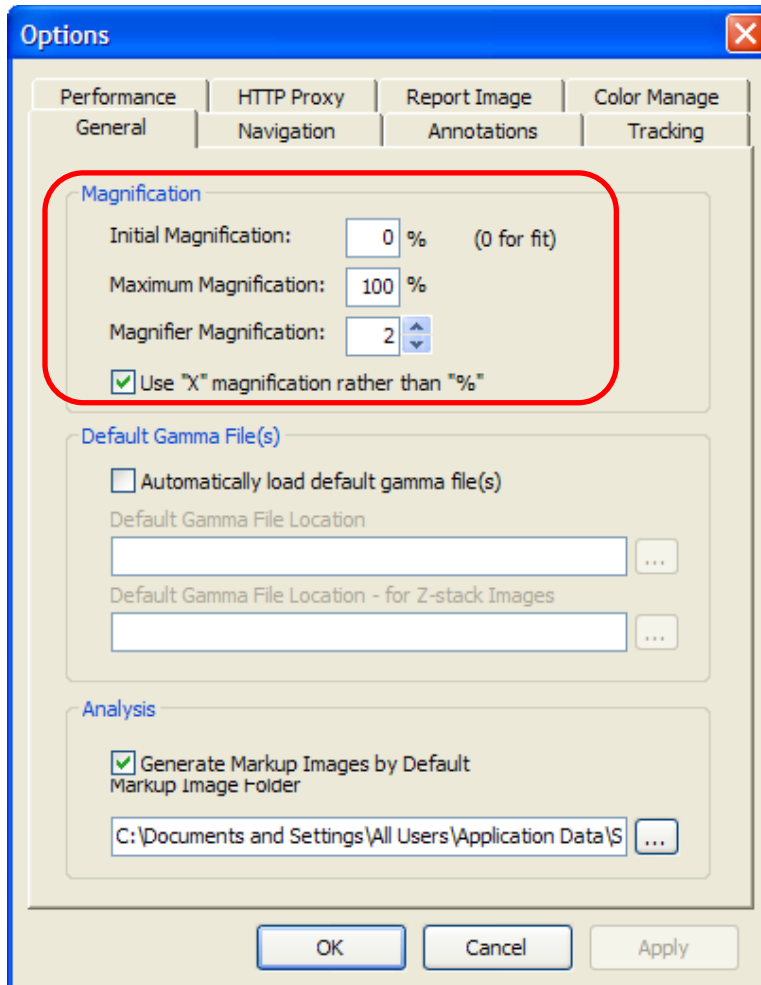 Options
Performance HTTP Proxy Report Image Color Manage
General Navigation Annotations Tracking
Magnification
Initial Magnification: 0 % (0 for fit)
Maximum Magnification: 100 %
Magnifier Magnification: 2
Use "X" magnification rather than "%"
Default Gamma File(s)
Automatically load default gamma file(s)
Default Gamma File Location
...
Default Gamma File Location - for Z-stack Images
...
Analysis
Generate Markup Images by Default
Markup Image Folder
C:\Documents and Settings\All Users\Application Data\S ...
OK Cancel Apply